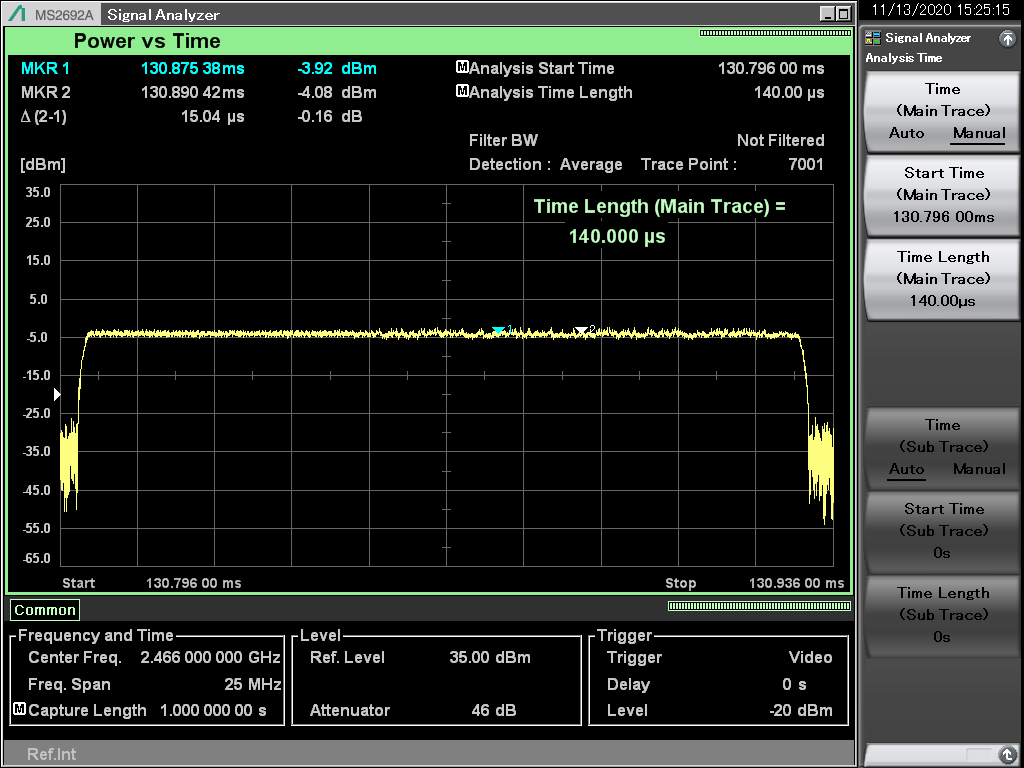 MS2692A Signal Analyzer
11/13/2020 15:25:15
Power vs Time
MKR 1 130.875 38ms -3.92 dBm
MKR 2 130.890 42ms -4.08 dBm
Δ (2-1) 15.04 µs -0.16 dB
M Analysis Start Time 130.796 00 ms
M Analysis Time Length 140.00 µs
Filter BW Not Filtered
Detection : Average Trace Point : 7001
[dBm]
35.0
25.0
15.0
5.0
-5.0
-15.0
-25.0
-35.0
-45.0
-55.0
-65.0
Time Length (Main Trace) =
140.000 µs
1
2
Start 130.796 00 ms
Stop 130.936 00 ms
Common
Frequency and Time
Center Freq. 2.466 000 000 GHz
Freq. Span 25 MHz
M Capture Length 1.000 000 00 s
Level
Ref. Level 35.00 dBm
Attenuator 46 dB
Trigger
Trigger Video
Delay 0 s
Level -20 dBm
Ref.Int
Signal Analyzer
Analysis Time
Time
(Main Trace)
Auto Manual
Start Time
(Main Trace)
130.796 00ms
Time Length
(Main Trace)
140.00µs
Time
(Sub Trace)
Auto Manual
Start Time
(Sub Trace)
0s
Time Length
(Sub Trace)
0s